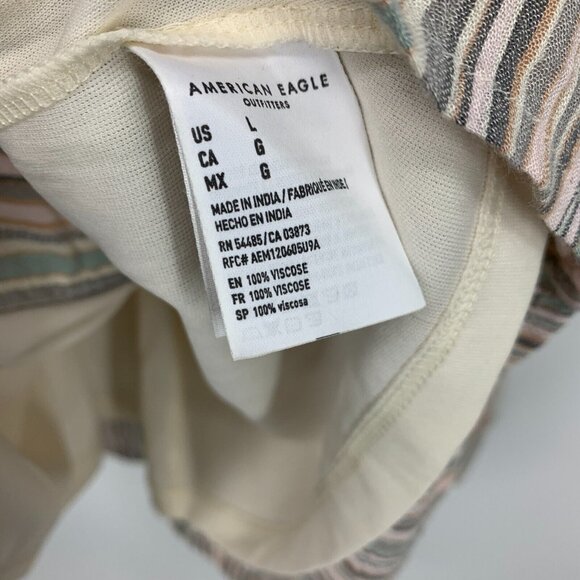 AMERICAN EAGLE
OUTFITTERS
US L
CA G
MX G
MADE IN INDIA / FABRIQUÉ EN INDE /
HECHO EN INDIA
RN 54485/CA 03873
RFC# AEM120605U9A
EN 100% VISCOSE
FR 100% VISCOSE
SP 100% viscosa